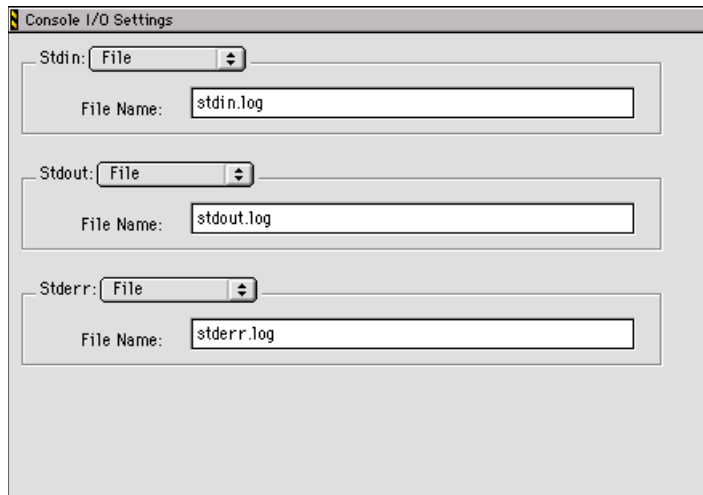 Console I/O Settings
Stdin: File
File Name: stdin.log
Stdout: File
File Name: stdout.log
Stderr: File
File Name: stderr.log